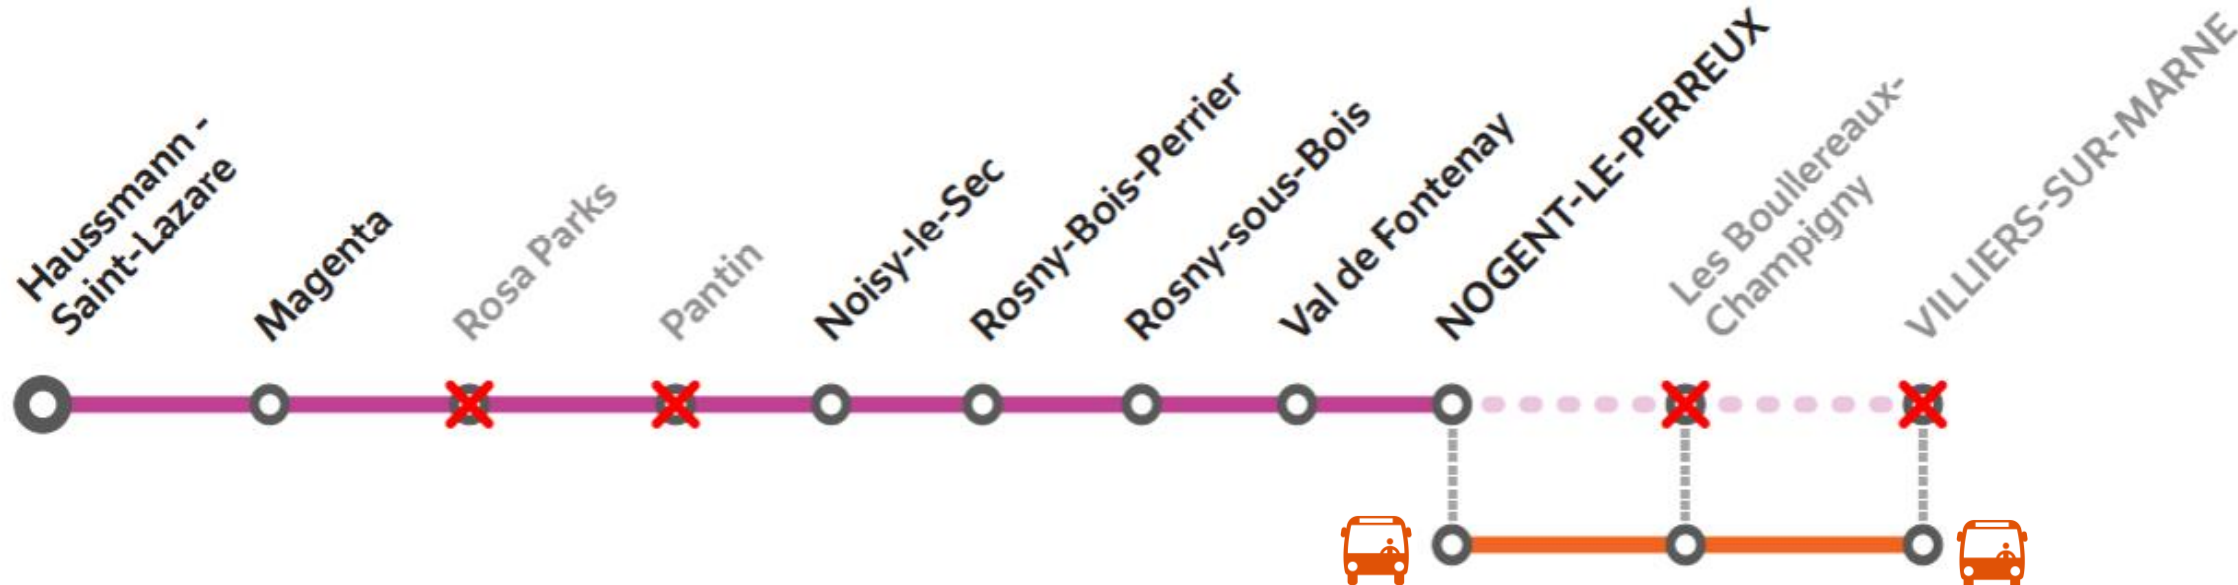 Haussmann -
Saint-Lazare
Magenta
Rosa Parks
Pantin
Noisy-le-Sec
Rosny-Bois-Perrier
Rosny-sous-Bois
Val de Fontenay
NOGENT-LE-PERREUX
Les Boullereaux-
Champigny
VILLIERS-SUR-MARNE